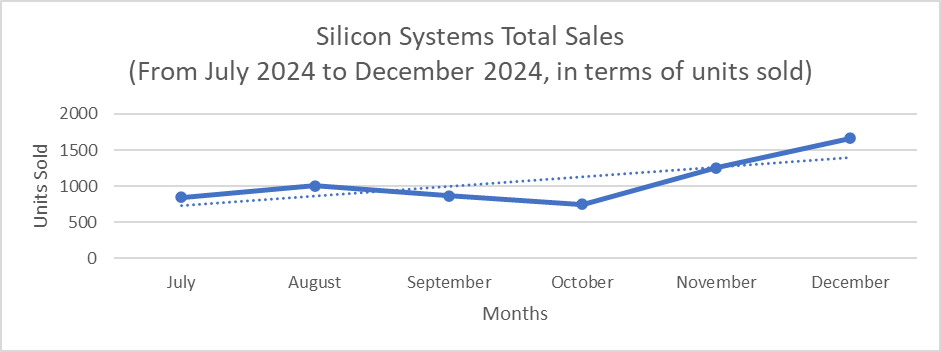 Silicon Systems Total Sales
(From July 2024 to December 2024, in terms of units sold)
2000
1500
1000
500
0
Units Sold
July August September October November December
Months